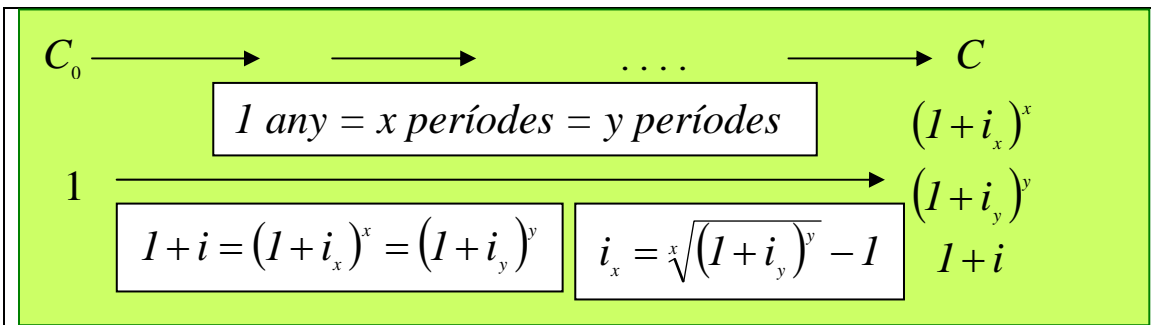 C₀ . . . . C
1 any = x períodes = y períodes
(1 + iₓ)ˣ
1
(1 + i_y)ʸ
1 + i = (1 + iₓ)ˣ = (1 + i_y)ʸ
iₓ = ˣ√(1 + i_y)ʸ − 1
1 + i